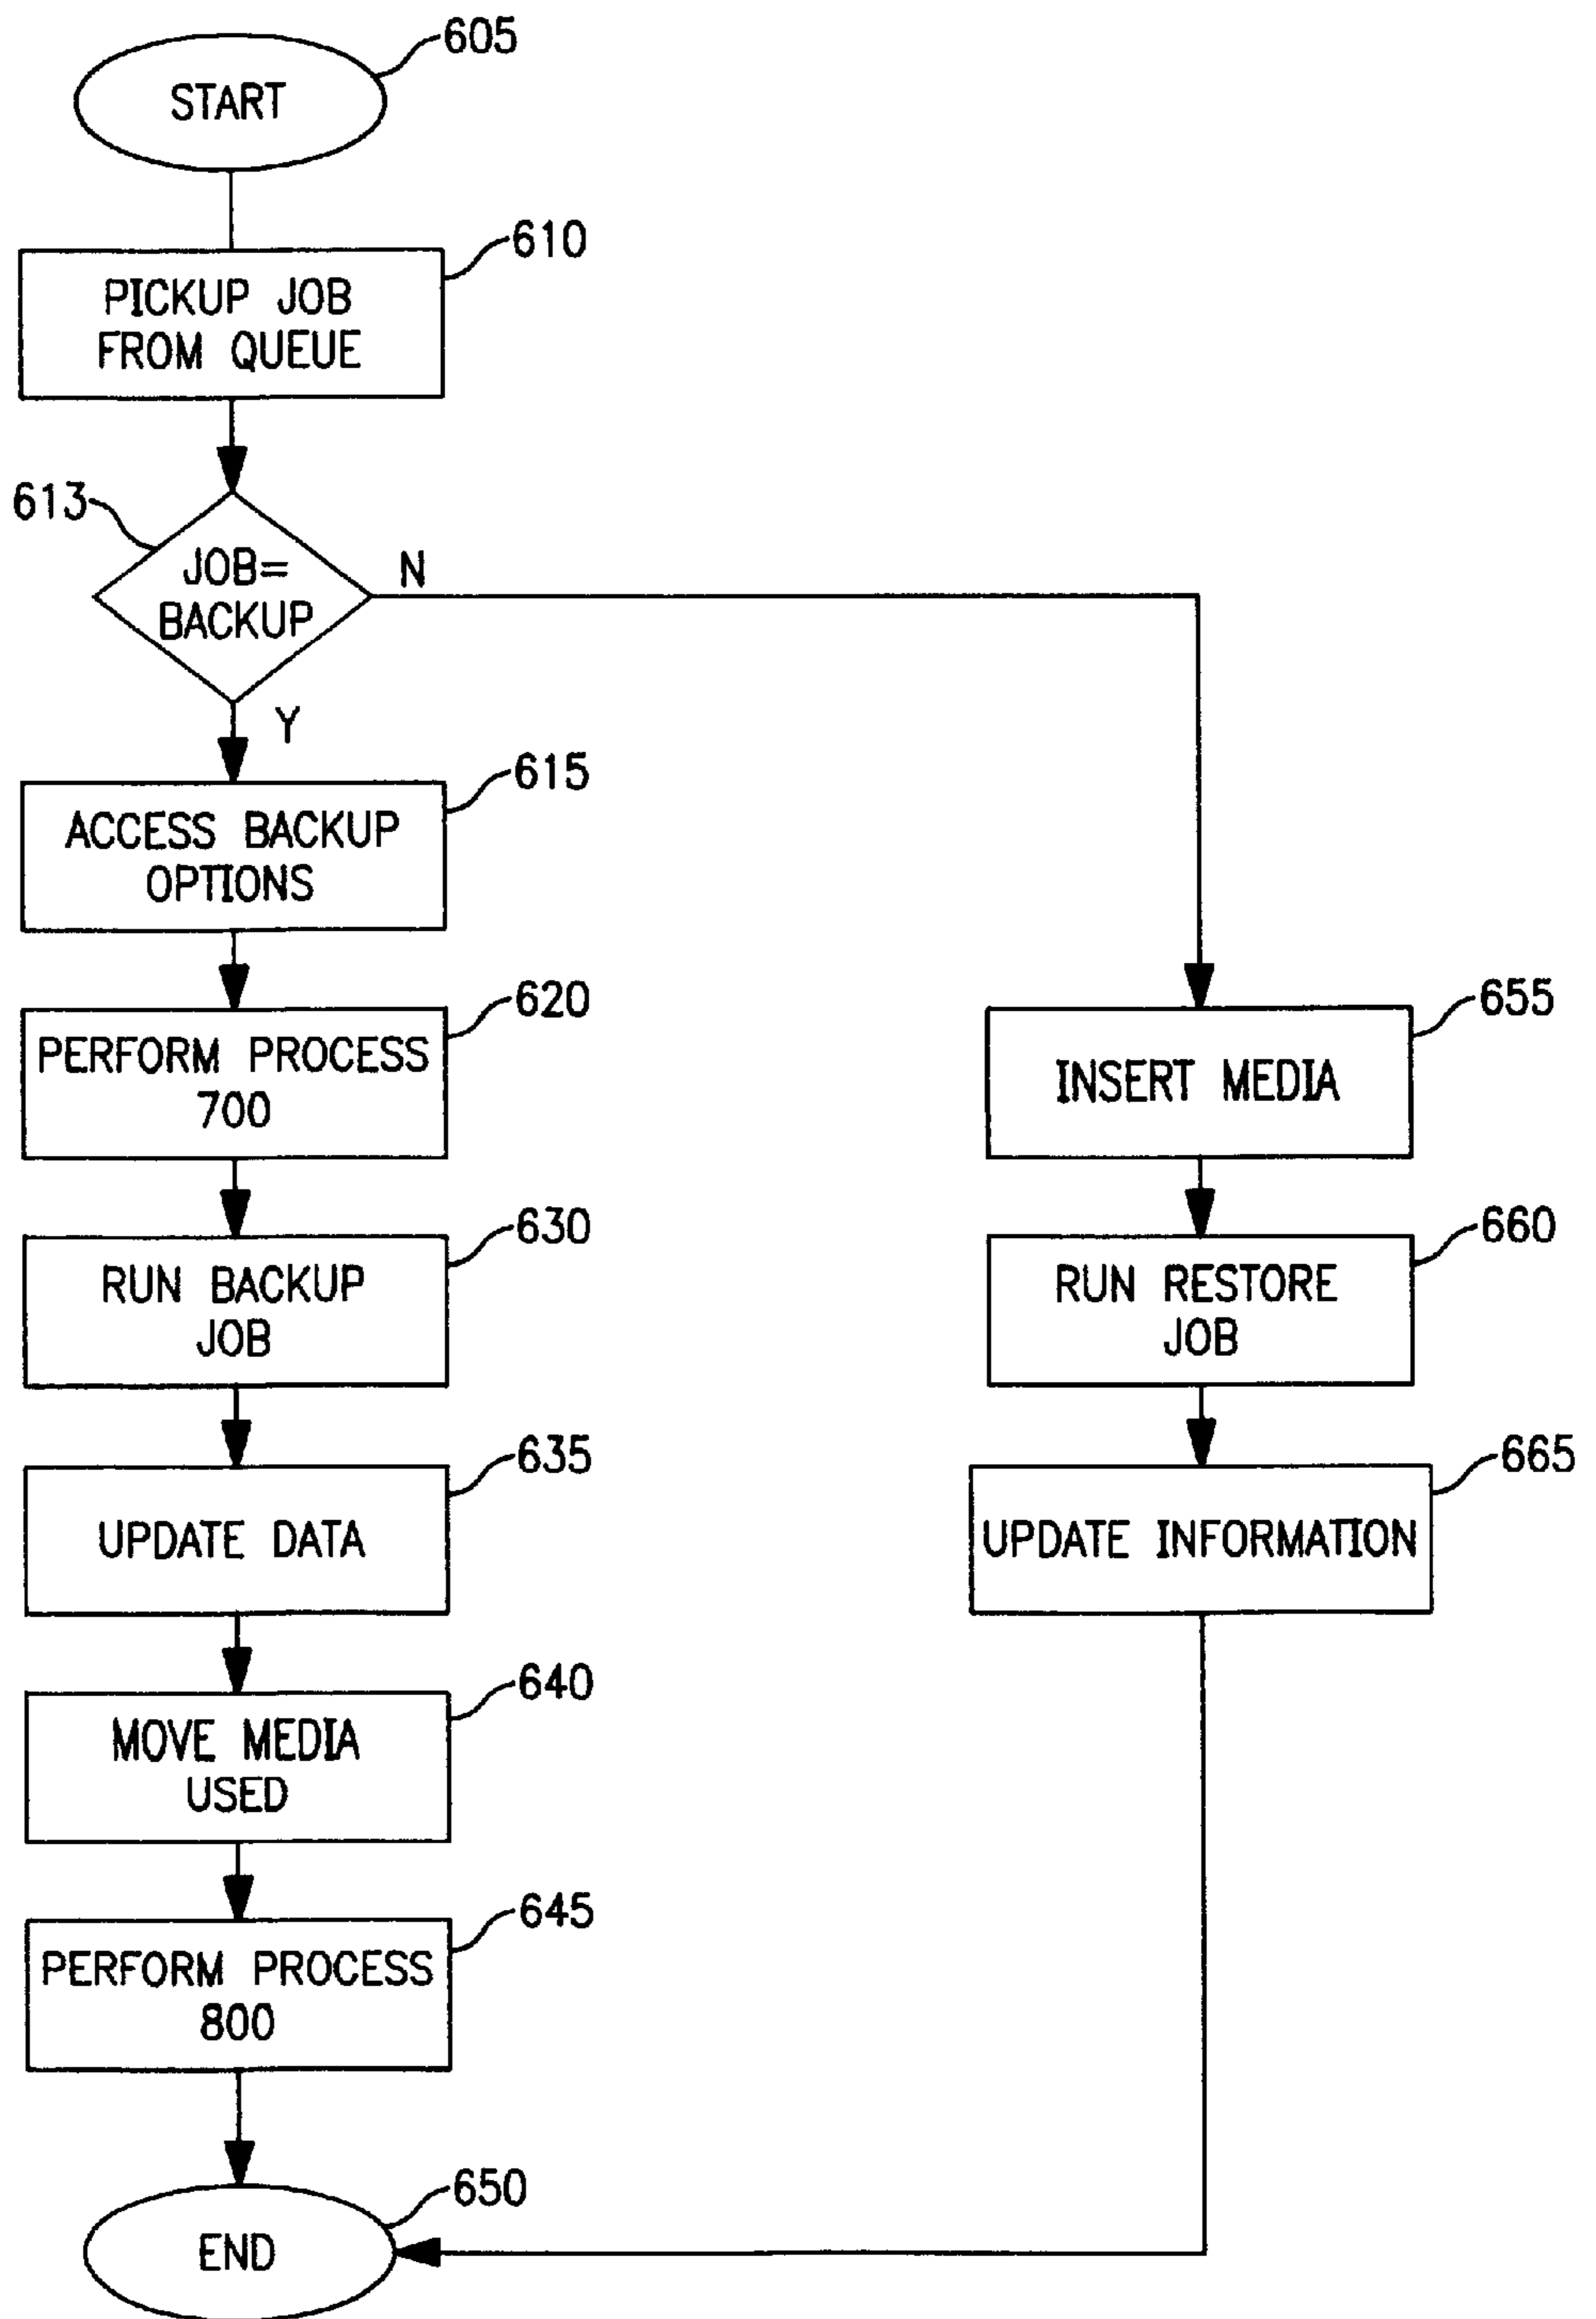 605
START
610
PICKUP JOB
FROM QUEUE
613
JOB=
BACKUP
N
Y
615
ACCESS BACKUP
OPTIONS
620
PERFORM PROCESS
700
655
INSERT MEDIA
630
RUN BACKUP
JOB
660
RUN RESTORE
JOB
635
UPDATE DATA
665
UPDATE INFORMATION
640
MOVE MEDIA
USED
645
PERFORM PROCESS
800
650
END